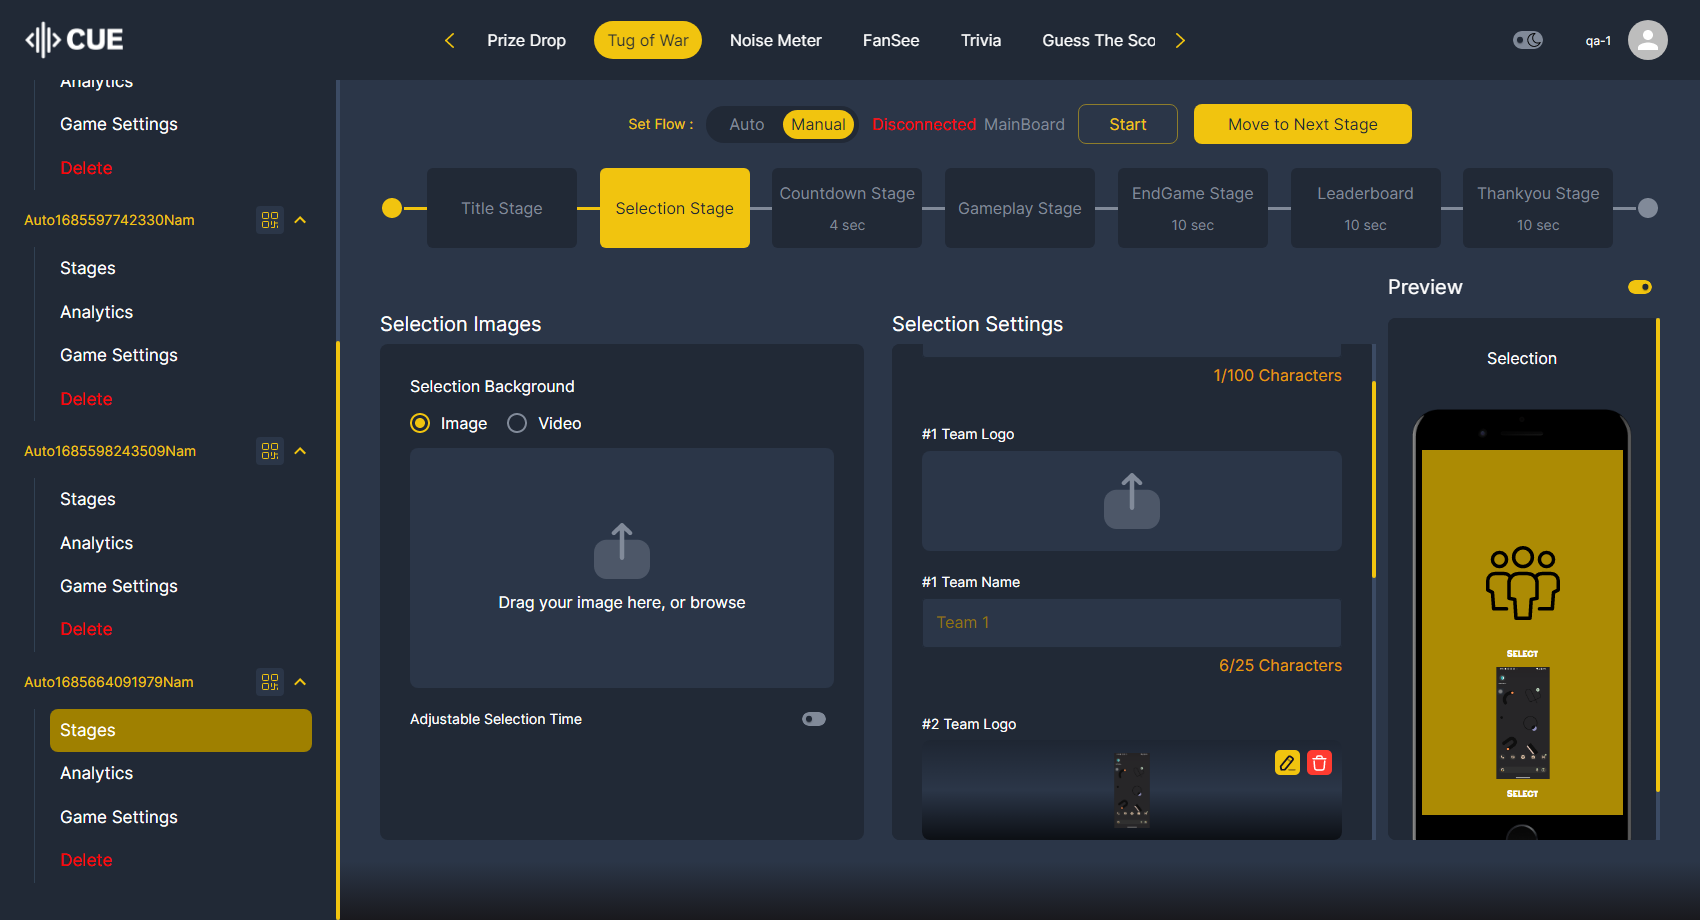 CUE
Prize Drop
Tug of War
Noise Meter
FanSee
Trivia
Guess The Sco
qa-1
Analytics
Game Settings
Delete
Auto1685597742330Nam
Stages
Analytics
Game Settings
Delete
Auto1685598243509Nam
Stages
Analytics
Game Settings
Delete
Auto1685664091979Nam
Stages
Analytics
Game Settings
Delete
Set Flow :
Auto
Manual
Disconnected MainBoard
Start
Move to Next Stage
Title Stage
Selection Stage
Countdown Stage
4 sec
Gameplay Stage
EndGame Stage
10 sec
Leaderboard
10 sec
Thankyou Stage
10 sec
Selection Images
Selection Background
Image
Video
Drag your image here, or browse
Adjustable Selection Time
Selection Settings
1/100 Characters
#1 Team Logo
#1 Team Name
Team 1
6/25 Characters
#2 Team Logo
Preview
Selection
SELECT
SELECT